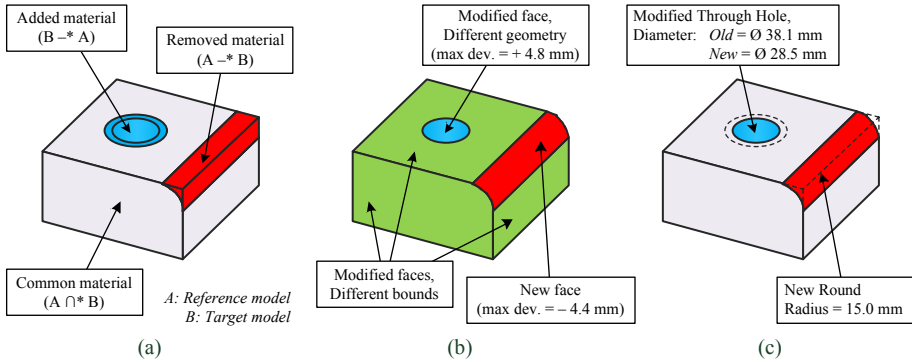 Added material
(B –* A)
Removed material
(A –* B)
Common material
(A ∩* B)
A: Reference model
B: Target model
(a)
Modified face,
Different geometry
(max dev. = + 4.8 mm)
Modified faces,
Different bounds
New face
(max dev. = – 4.4 mm)
(b)
Modified Through Hole,
Diameter: Old = Ø 38.1 mm
New = Ø 28.5 mm
New Round
Radius = 15.0 mm
(c)